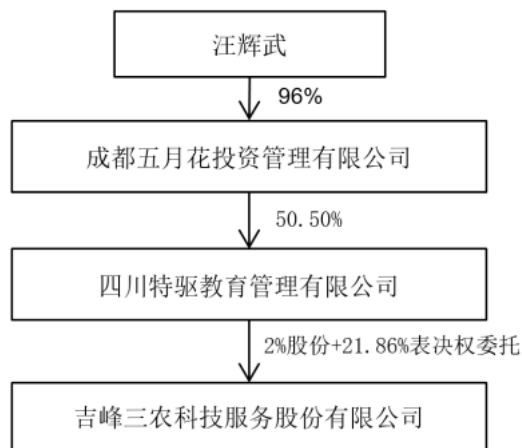 汪辉武
96%
成都五月花投资管理有限公司
50.50%
四川特驱教育管理有限公司
2%股份+21.86%表决权委托
吉峰三农科技服务股份有限公司